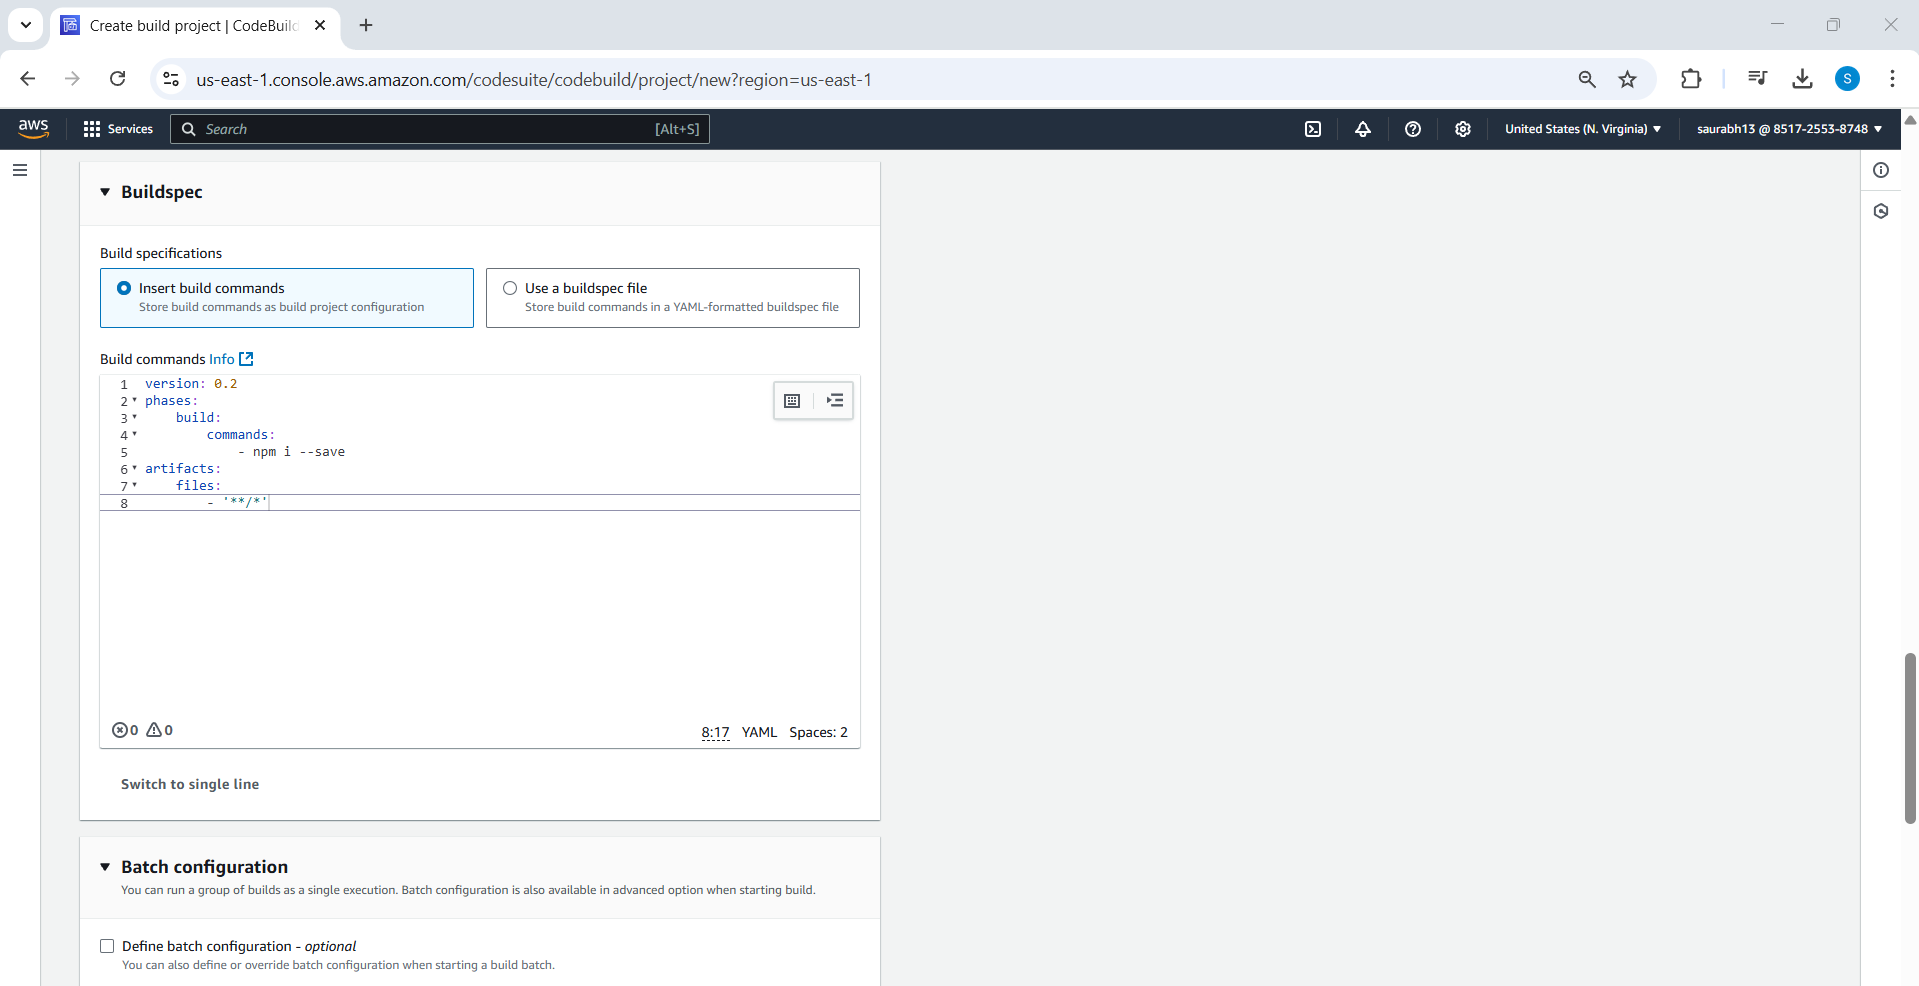 Create build project | CodeBuild
us-east-1.console.aws.amazon.com/codesuite/codebuild/project/new?region=us-east-1
S
aws
Services
Search
[Alt+S]
United States (N. Virginia)
saurabh13 @ 8517-2553-8748
Buildspec
Build specifications
Insert build commands
Store build commands as build project configuration
Use a buildspec file
Store build commands in a YAML-formatted buildspec file
Build commands Info
1 version: 0.2
2 phases:
3 build:
4 commands:
5 - npm i --save
6 artifacts:
7 files:
8 - '**/*'
0 0
8:17 YAML Spaces: 2
Switch to single line
Batch configuration
You can run a group of builds as a single execution. Batch configuration is also available in advanced option when starting build.
Define batch configuration - optional
You can also define or override batch configuration when starting a build batch.